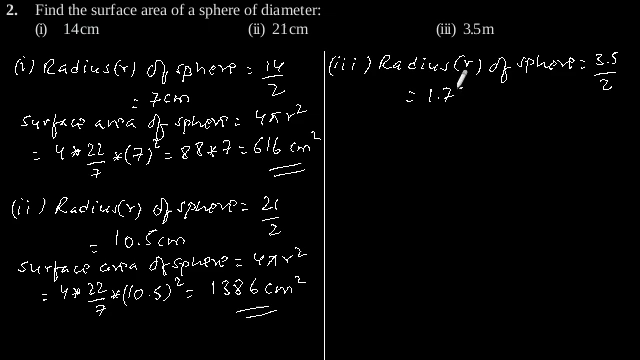 2. Find the surface area of a sphere of diameter:
(i) 14cm (ii) 21cm (iii) 3.5m
(i) Radius(r) of sphere = 14/2
= 7cm
Surface area of sphere = 4πr²
= 4*22/7*(7)² = 88*7 = 616 cm²
(ii) Radius(r) of sphere = 21/2
= 10.5cm
Surface area of sphere = 4πr²
= 4*22/7*(10.5)² = 1386 cm²
(iii) Radius(r) of sphere = 3.5/2
= 1.7